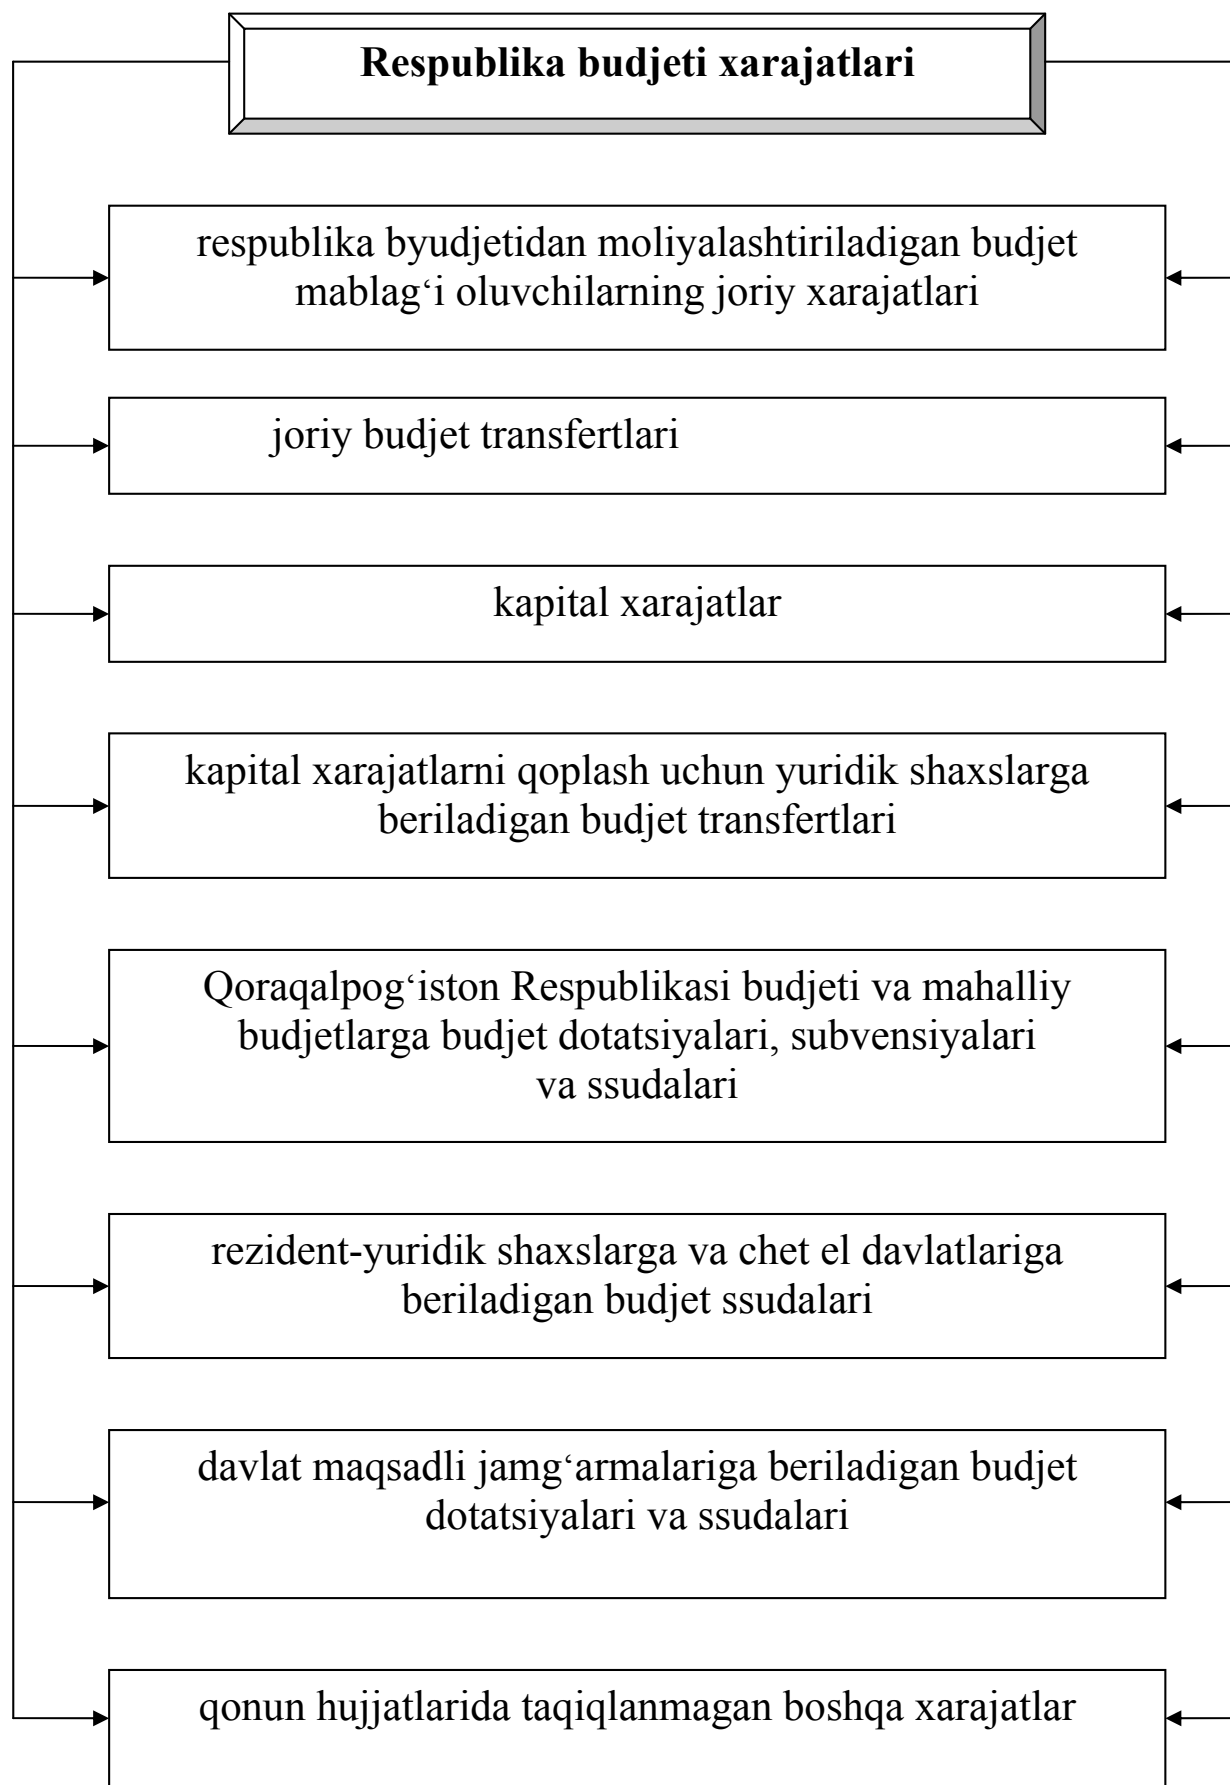 Respublika budjeti xarajatlari
respublika byudjetidan moliyalashtiriladigan budjet
mablag‘i oluvchilarning joriy xarajatlari
joriy budjet transfertlari
kapital xarajatlar
kapital xarajatlarni qoplash uchun yuridik shaxslarga
beriladigan budjet transfertlari
Qoraqalpog‘iston Respublikasi budjeti va mahalliy
budjetlarga budjet dotatsiyalari, subvensiyalari
va ssudalari
rezident-yuridik shaxslarga va chet el davlatlariga
beriladigan budjet ssudalari
davlat maqsadli jamg‘armalariga beriladigan budjet
dotatsiyalari va ssudalari
qonun hujjatlarida taqiqlanmagan boshqa xarajatlar